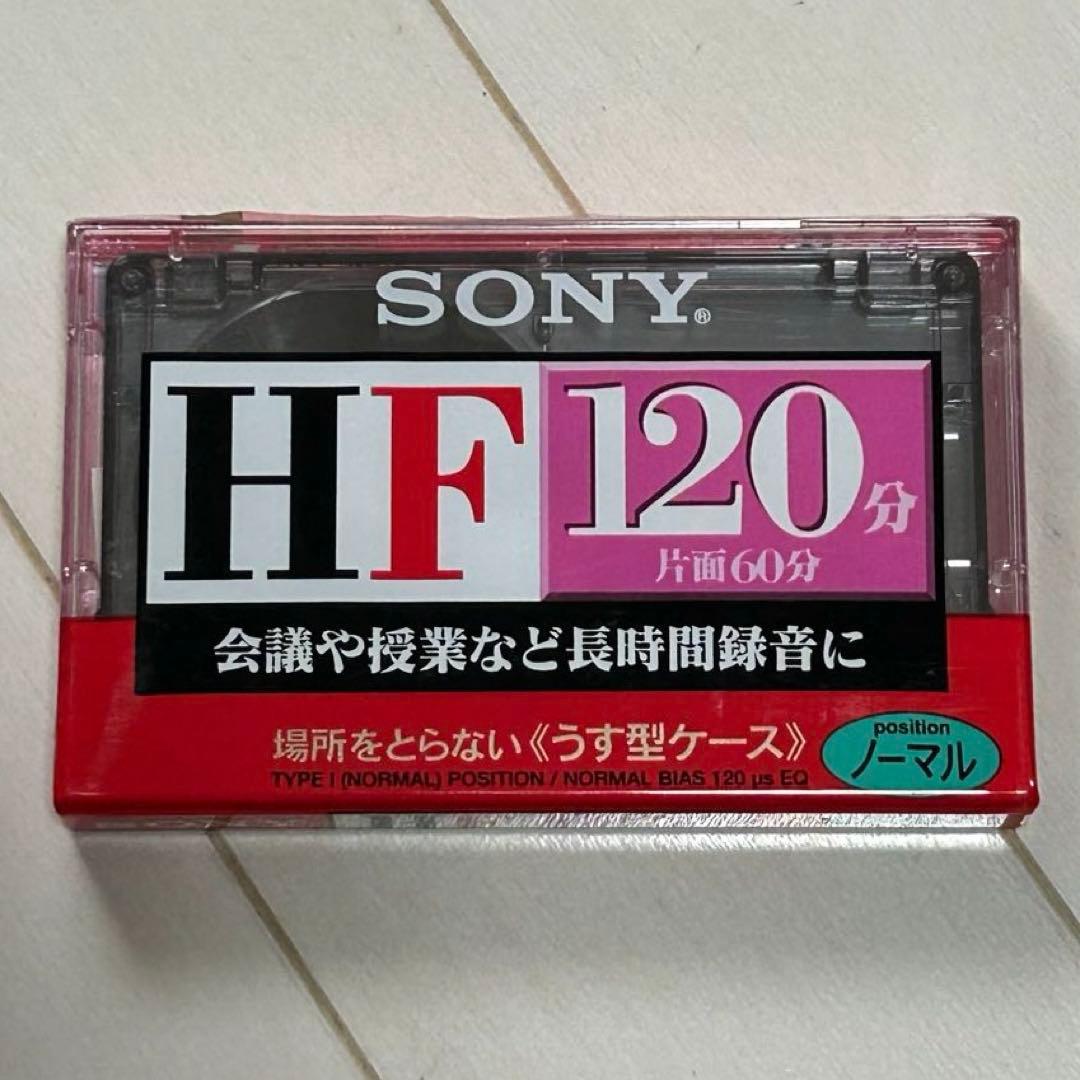 SONY®
HF 120分
片面60分
会議や授業など長時間録音に
場所をとらない《うす型ケース》
TYPE I (NORMAL) POSITION / NORMAL BIAS 120 µs EQ
position
ノーマル